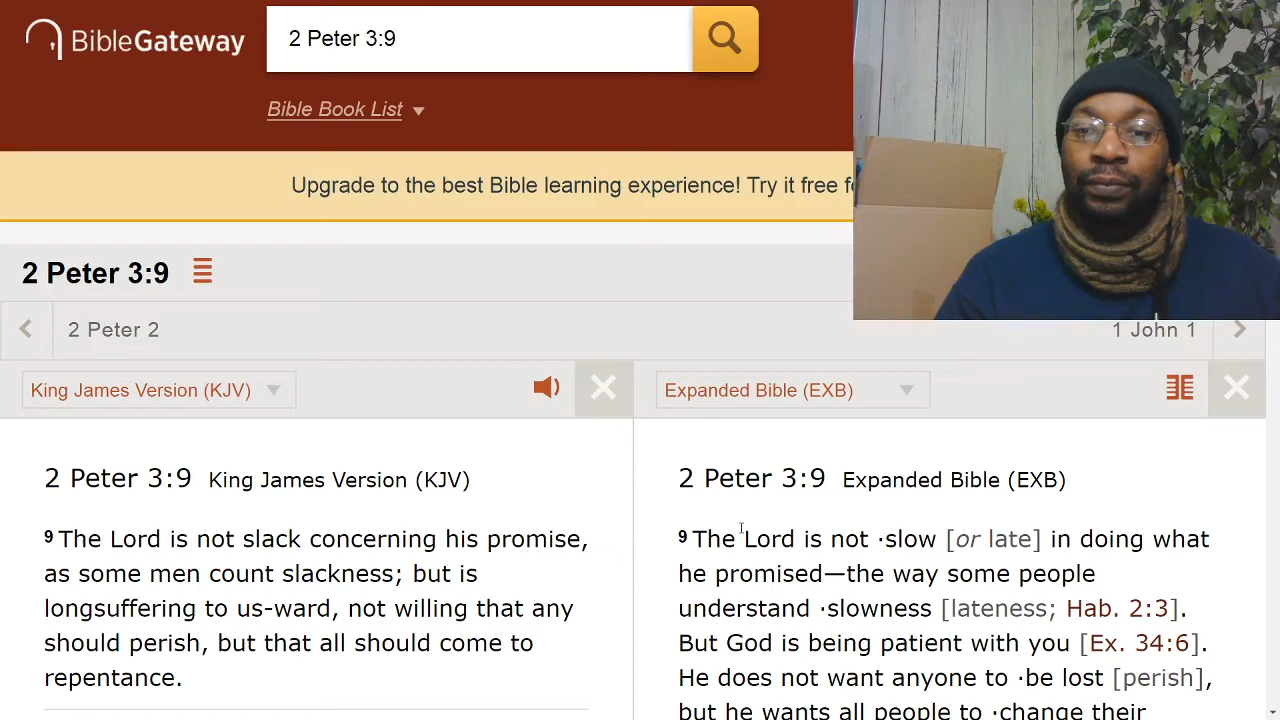 BibleGateway
2 Peter 3:9
Bible Book List
Upgrade to the best Bible learning experience! Try it free
2 Peter 3:9
2 Peter 2
1 John 1
King James Version (KJV)
Expanded Bible (EXB)
2 Peter 3:9 King James Version (KJV)
9 The Lord is not slack concerning his promise,
as some men count slackness; but is
longsuffering to us-ward, not willing that any
should perish, but that all should come to
repentance.
2 Peter 3:9 Expanded Bible (EXB)
9 The Lord is not ·slow [or late] in doing what
he promised—the way some people
understand ·slowness [lateness; Hab. 2:3].
But God is being patient with you [Ex. 34:6].
He does not want anyone to ·be lost [perish],
but he wants all people to ·change their